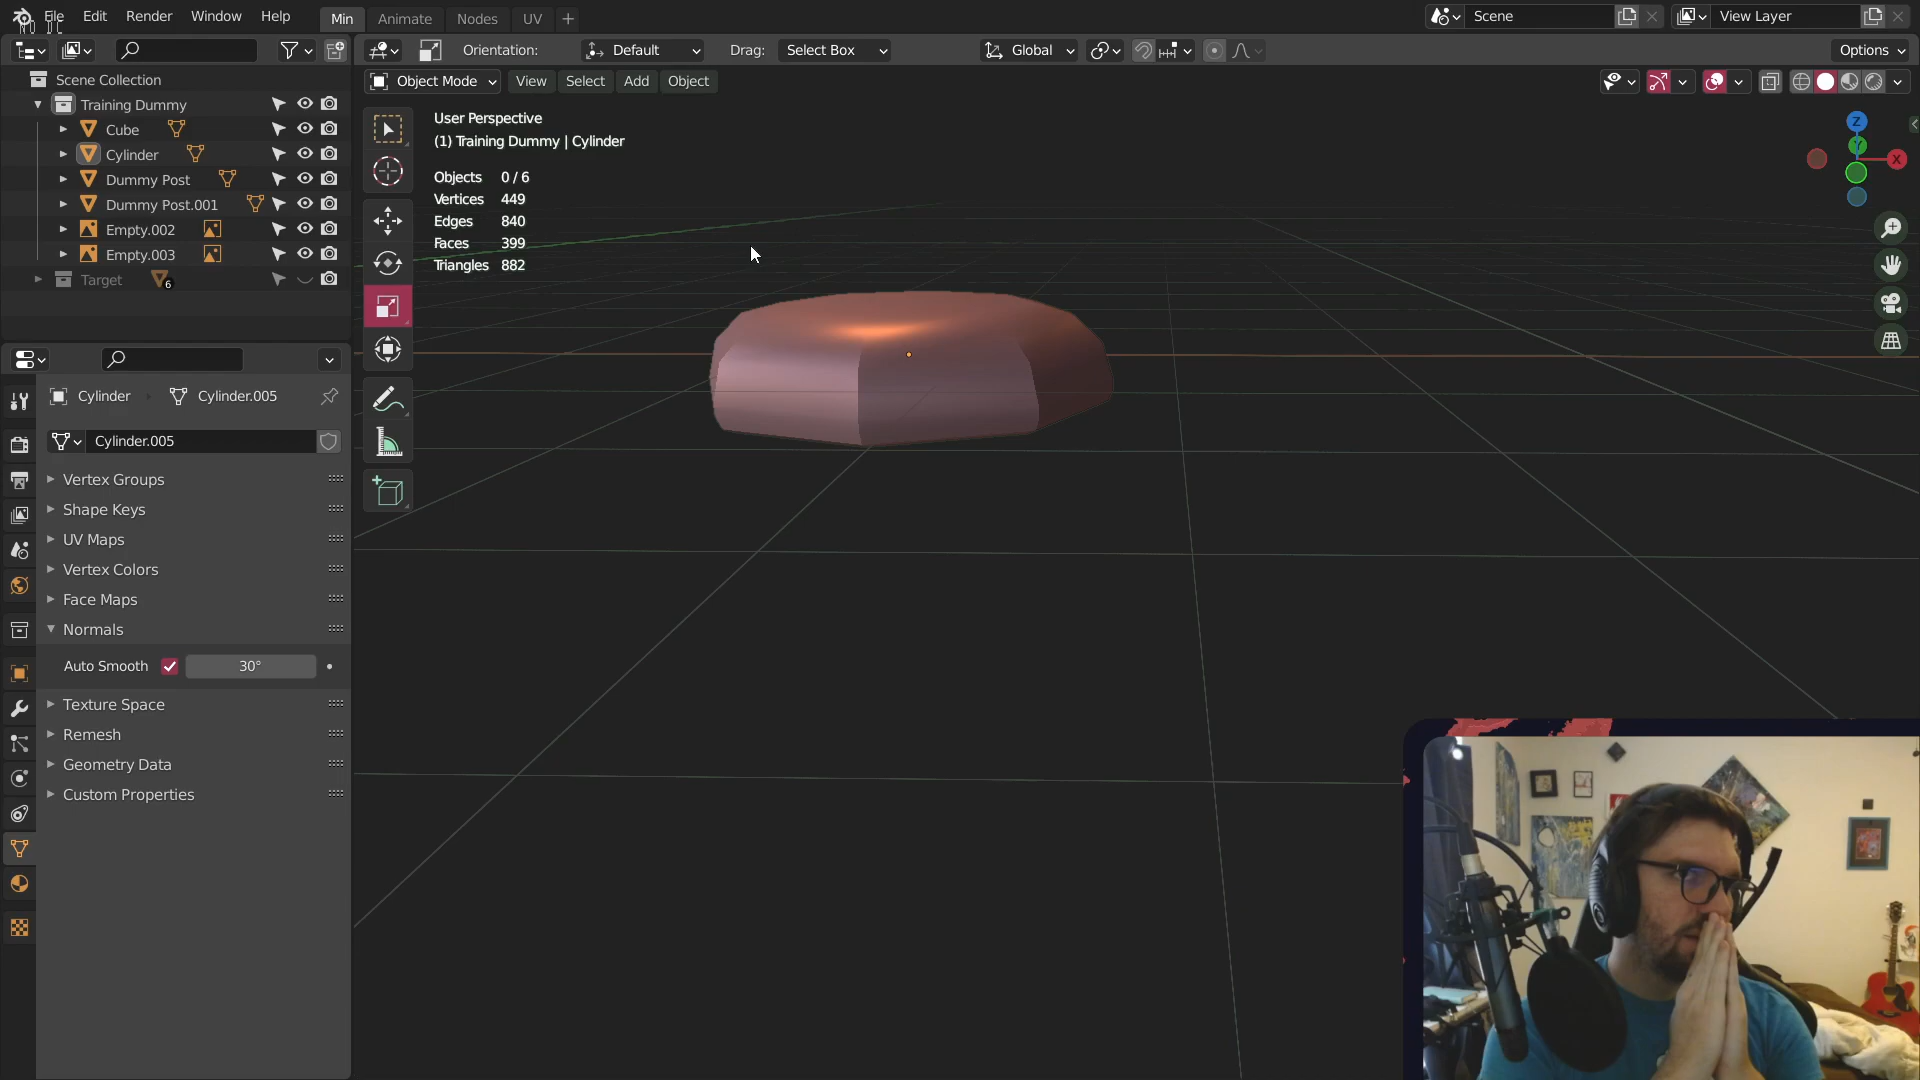 File Edit Render Window Help Min Animate Nodes UV + Scene View Layer
Orientation: Default Drag: Select Box Global Options
Object Mode View Select Add Object
Scene Collection
Training Dummy
Cube
Cylinder
Dummy Post
Dummy Post.001
Empty.002
Empty.003
Target 6
User Perspective
(1) Training Dummy | Cylinder
Objects 0 / 6
Vertices 449
Edges 840
Faces 399
Triangles 882
Z
Y
X
Cylinder Cylinder.005
Cylinder.005
Vertex Groups
Shape Keys
UV Maps
Vertex Colors
Face Maps
Normals
Auto Smooth 30°
Texture Space
Remesh
Geometry Data
Custom Properties